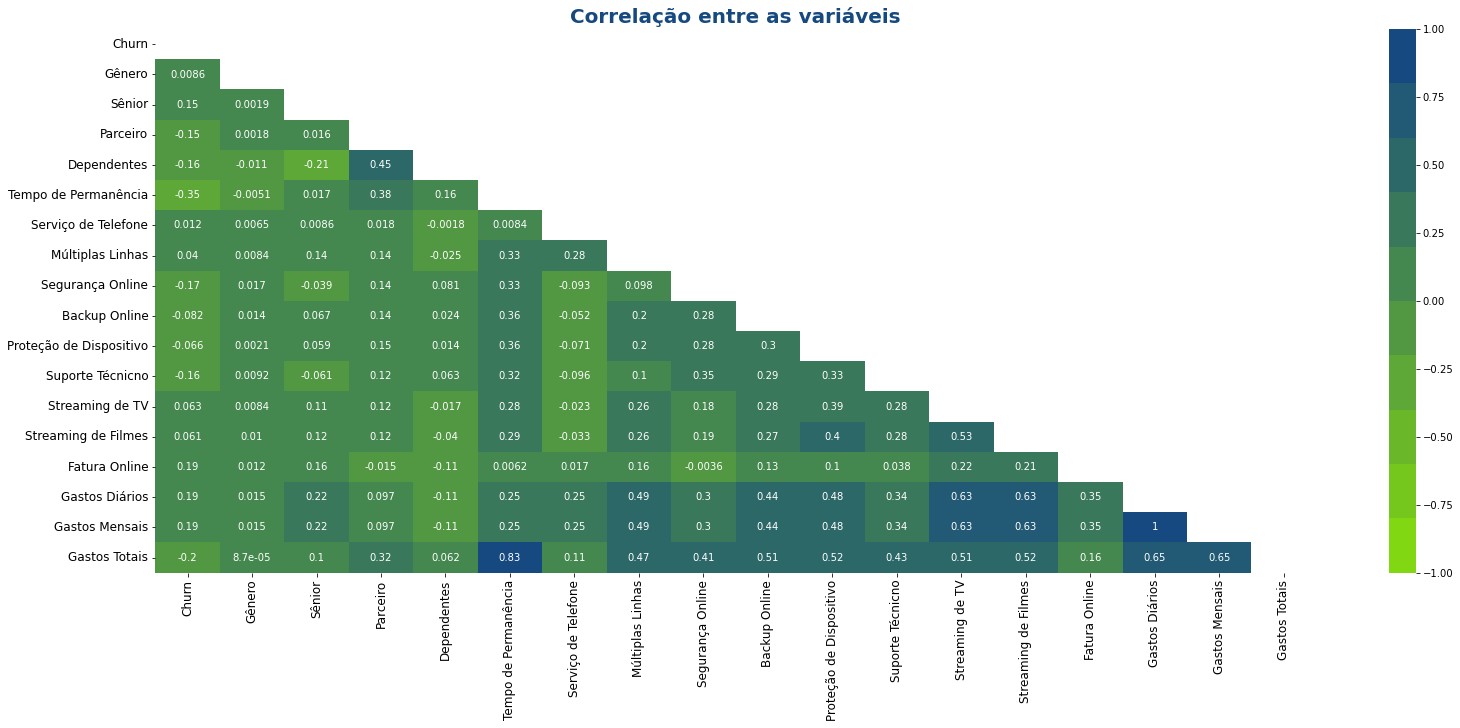 Correlação entre as variáveis
Churn
Gênero 0.0086
Sênior 0.15 0.0019
Parceiro -0.15 0.0018 0.016
Dependentes -0.16 -0.011 -0.21 0.45
Tempo de Permanência -0.35 -0.0051 0.017 0.38 0.16
Serviço de Telefone 0.012 0.0065 0.0086 0.018 -0.0018 0.0084
Múltiplas Linhas 0.04 0.0084 0.14 0.14 -0.025 0.33 0.28
Segurança Online -0.17 0.017 -0.039 0.14 0.081 0.33 -0.093 0.098
Backup Online -0.082 0.014 0.067 0.14 0.024 0.36 -0.052 0.2 0.28
Proteção de Dispositivo -0.066 0.0021 0.059 0.15 0.014 0.36 -0.071 0.2 0.28 0.3
Suporte Técnicno -0.16 0.0092 -0.061 0.12 0.063 0.32 -0.096 0.1 0.35 0.29 0.33
Streaming de TV 0.063 0.0084 0.11 0.12 -0.017 0.28 -0.023 0.26 0.18 0.28 0.39 0.28
Streaming de Filmes 0.061 0.01 0.12 0.12 -0.04 0.29 -0.033 0.26 0.19 0.27 0.4 0.28 0.53
Fatura Online 0.19 0.012 0.16 -0.015 -0.11 0.0062 0.017 0.16 -0.0036 0.13 0.1 0.038 0.22 0.21
Gastos Diários 0.19 0.015 0.22 0.097 -0.11 0.25 0.25 0.49 0.3 0.44 0.48 0.34 0.63 0.63 0.35
Gastos Mensais 0.19 0.015 0.22 0.097 -0.11 0.25 0.25 0.49 0.3 0.44 0.48 0.34 0.63 0.63 0.35 1
Gastos Totais -0.2 8.7e-05 0.1 0.32 0.062 0.83 0.11 0.47 0.41 0.51 0.52 0.43 0.51 0.52 0.16 0.65 0.65
Churn
Gênero
Sênior
Parceiro
Dependentes
Tempo de Permanência
Serviço de Telefone
Múltiplas Linhas
Segurança Online
Backup Online
Proteção de Dispositivo
Suporte Técnicno
Streaming de TV
Streaming de Filmes
Fatura Online
Gastos Diários
Gastos Mensais
Gastos Totais
1.00
0.75
0.50
0.25
0.00
−0.25
−0.50
−0.75
−1.00